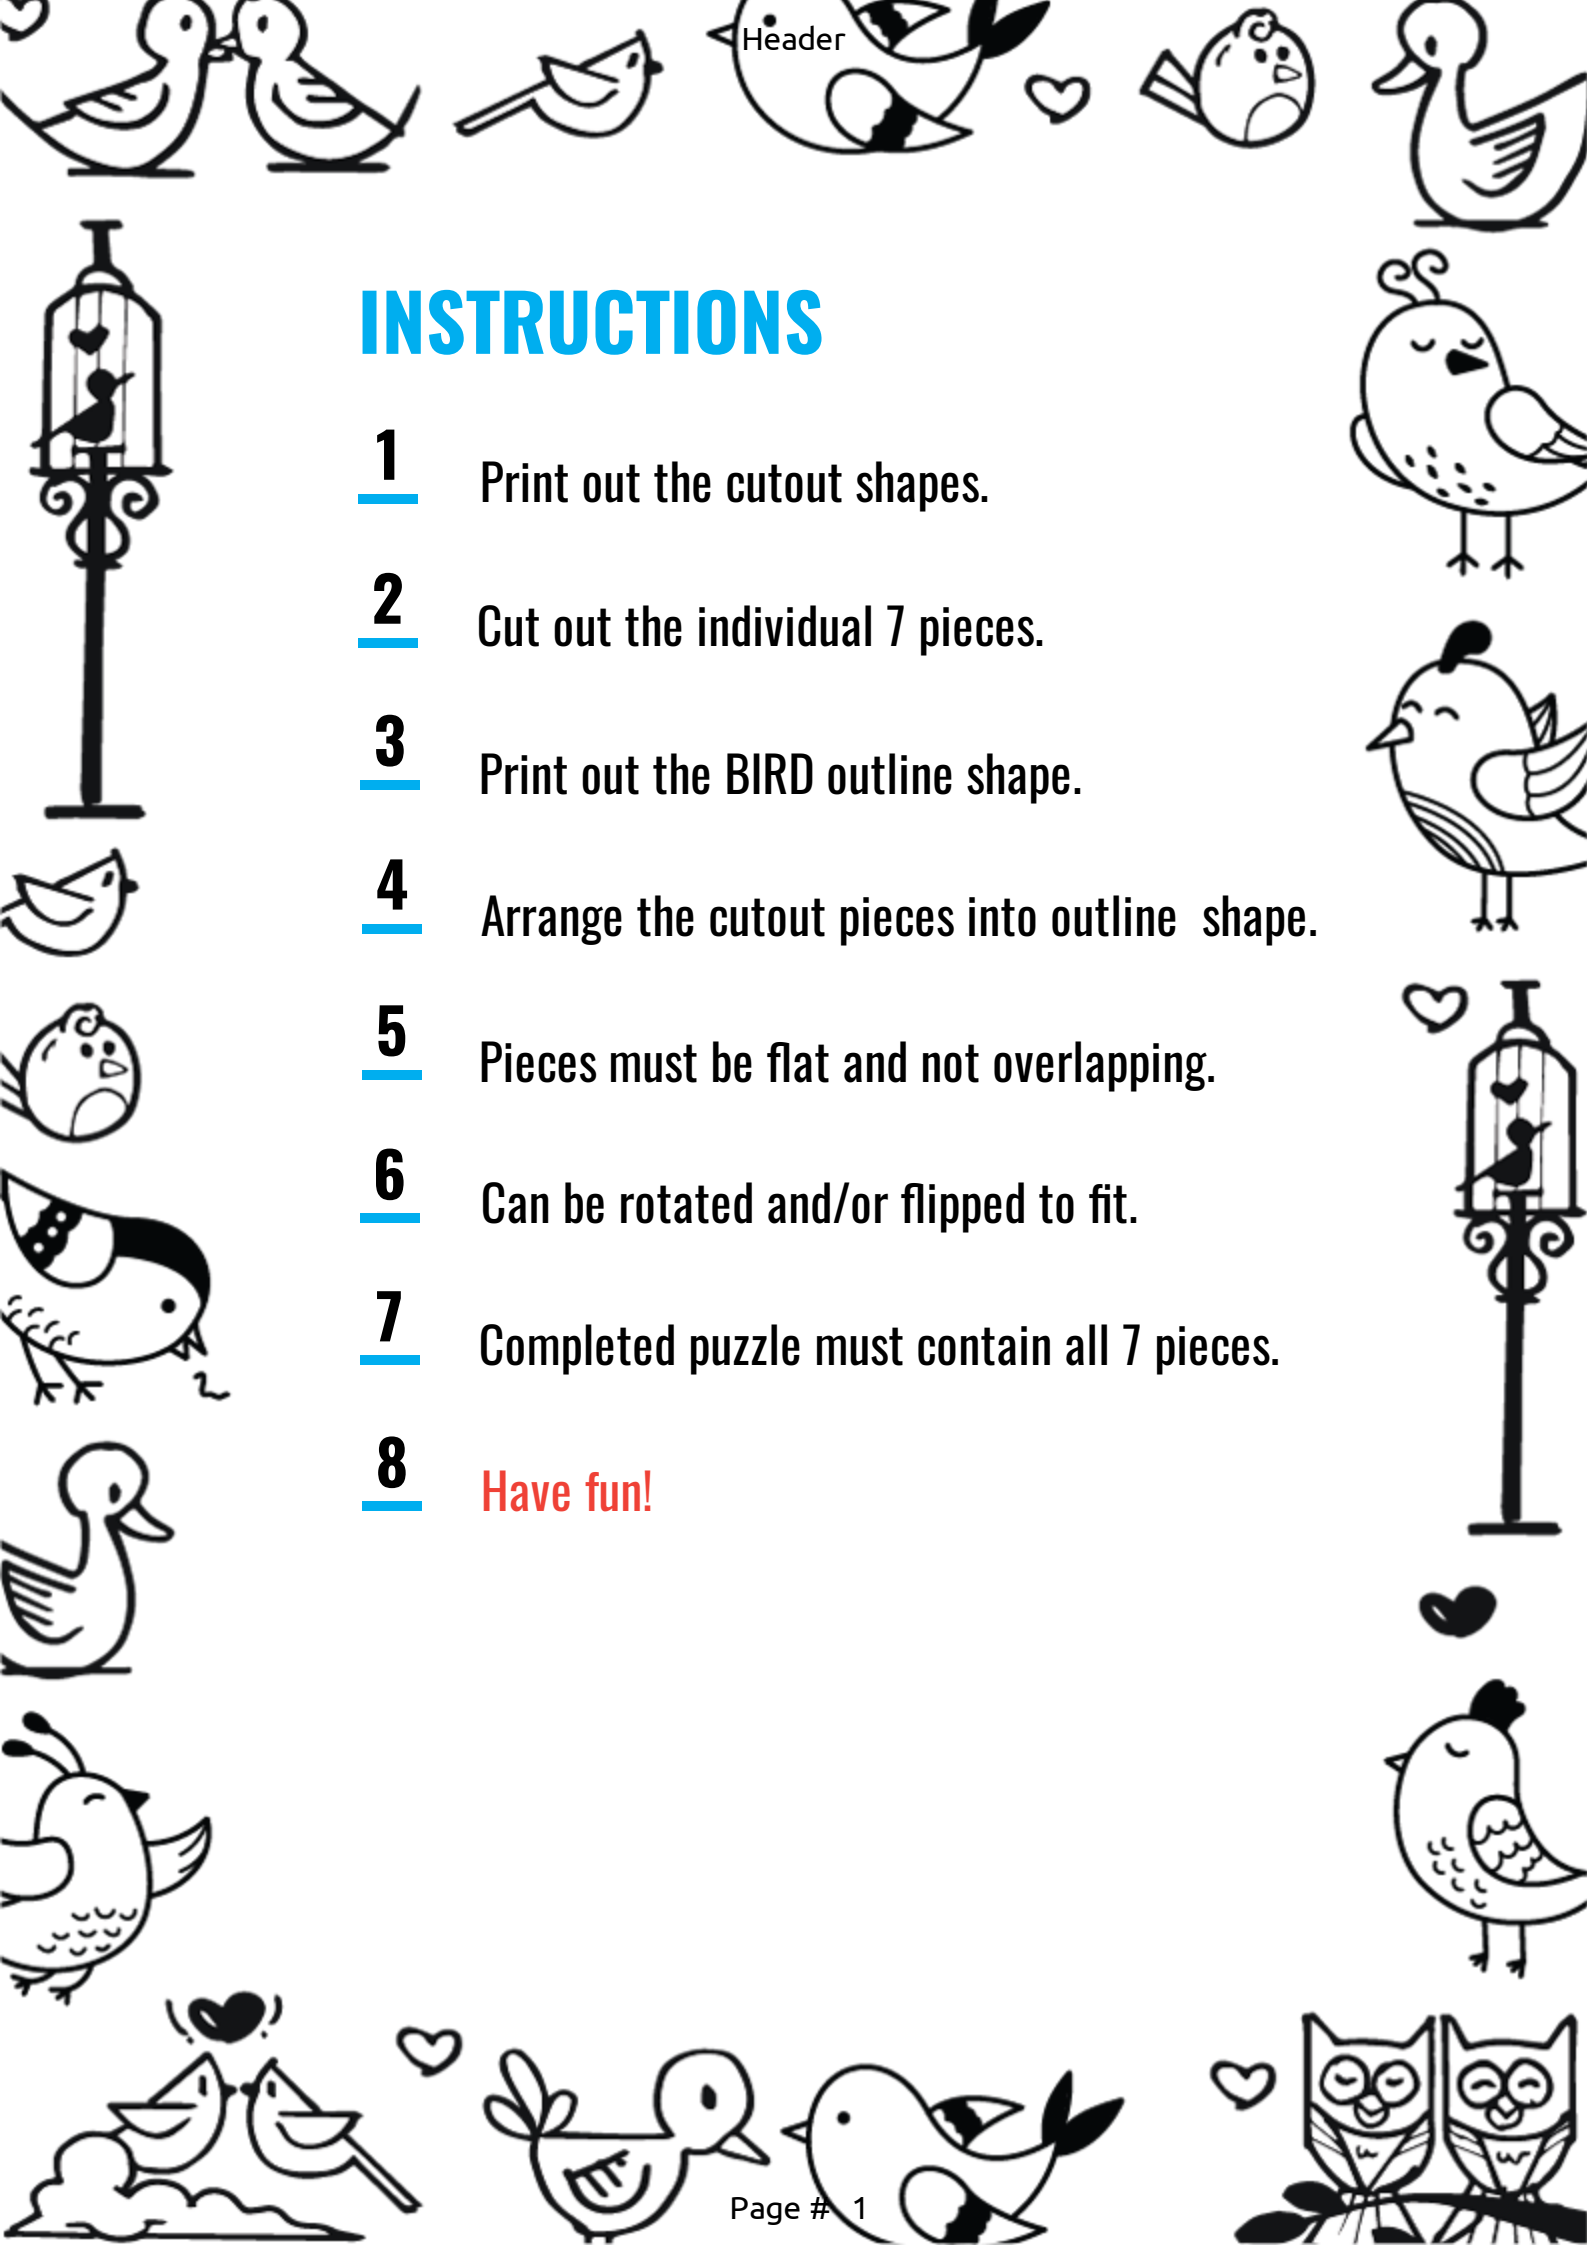 Header
INSTRUCTIONS
1 Print out the cutout shapes.
2 Cut out the individual 7 pieces.
3 Print out the BIRD outline shape.
4 Arrange the cutout pieces into outline  shape.
5 Pieces must be flat and not overlapping.
6 Can be rotated and/or flipped to fit.
7 Completed puzzle must contain all 7 pieces.
8 Have fun!
Page # 1